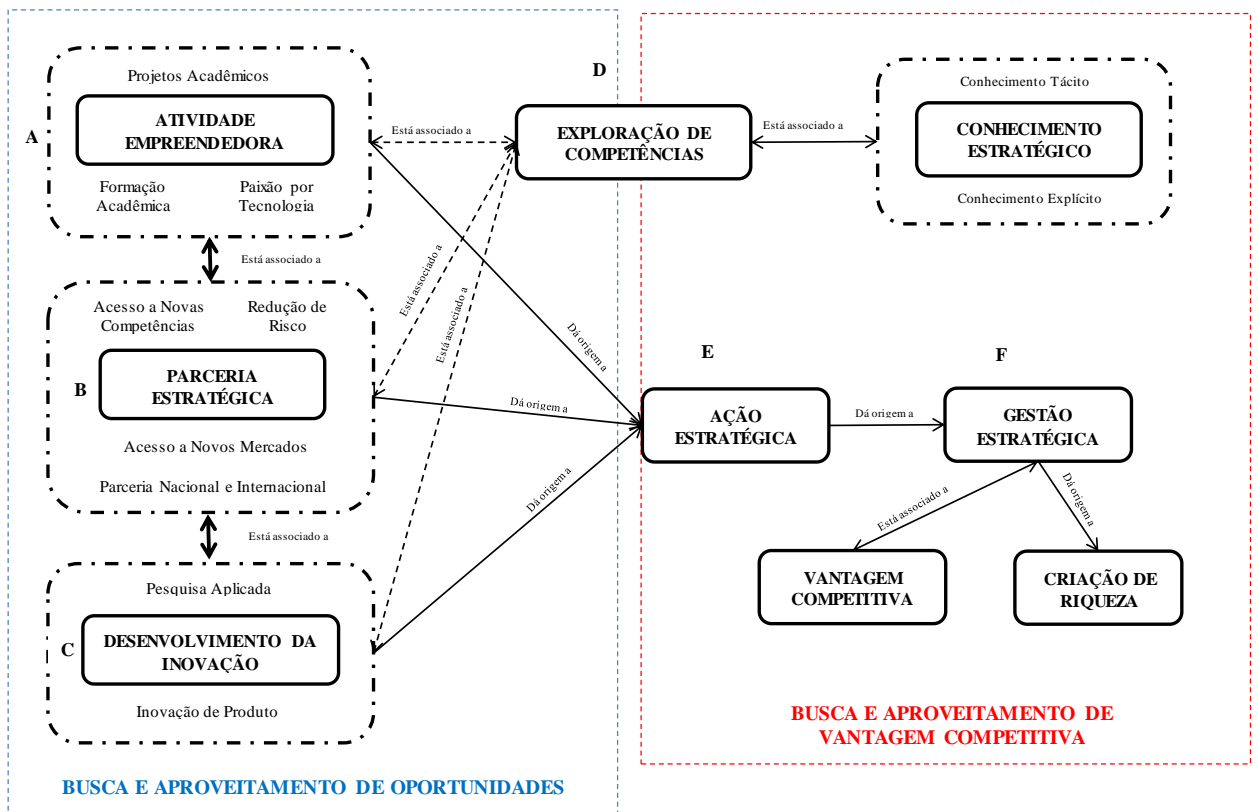 A
Projetos Acadêmicos
ATIVIDADE
EMPREENDEDORA
Formação
Acadêmica
Paixão por
Tecnologia
Está associado a
Acesso a Novas
Competências
Redução de
Risco
B
PARCERIA
ESTRATÉGICA
Acesso a Novos Mercados
Parceria Nacional e Internacional
Está associado a
Pesquisa Aplicada
C
DESENVOLVIMENTO DA
INOVAÇÃO
Inovação de Produto
BUSCA E APROVEITAMENTO DE OPORTUNIDADES
Está associado a
Está associado a
Está associado a
Dá origem a
Dá origem a
Dá origem a
D
EXPLORAÇÃO DE
COMPETÊNCIAS
Está associado a
Conhecimento Tácito
CONHECIMENTO
ESTRATÉGICO
Conhecimento Explícito
E
AÇÃO
ESTRATÉGICA
Dá origem a
F
GESTÃO
ESTRATÉGICA
Está associado a
Dá origem a
VANTAGEM
COMPETITIVA
CRIAÇÃO DE
RIQUEZA
BUSCA E APROVEITAMENTO DE
VANTAGEM COMPETITIVA